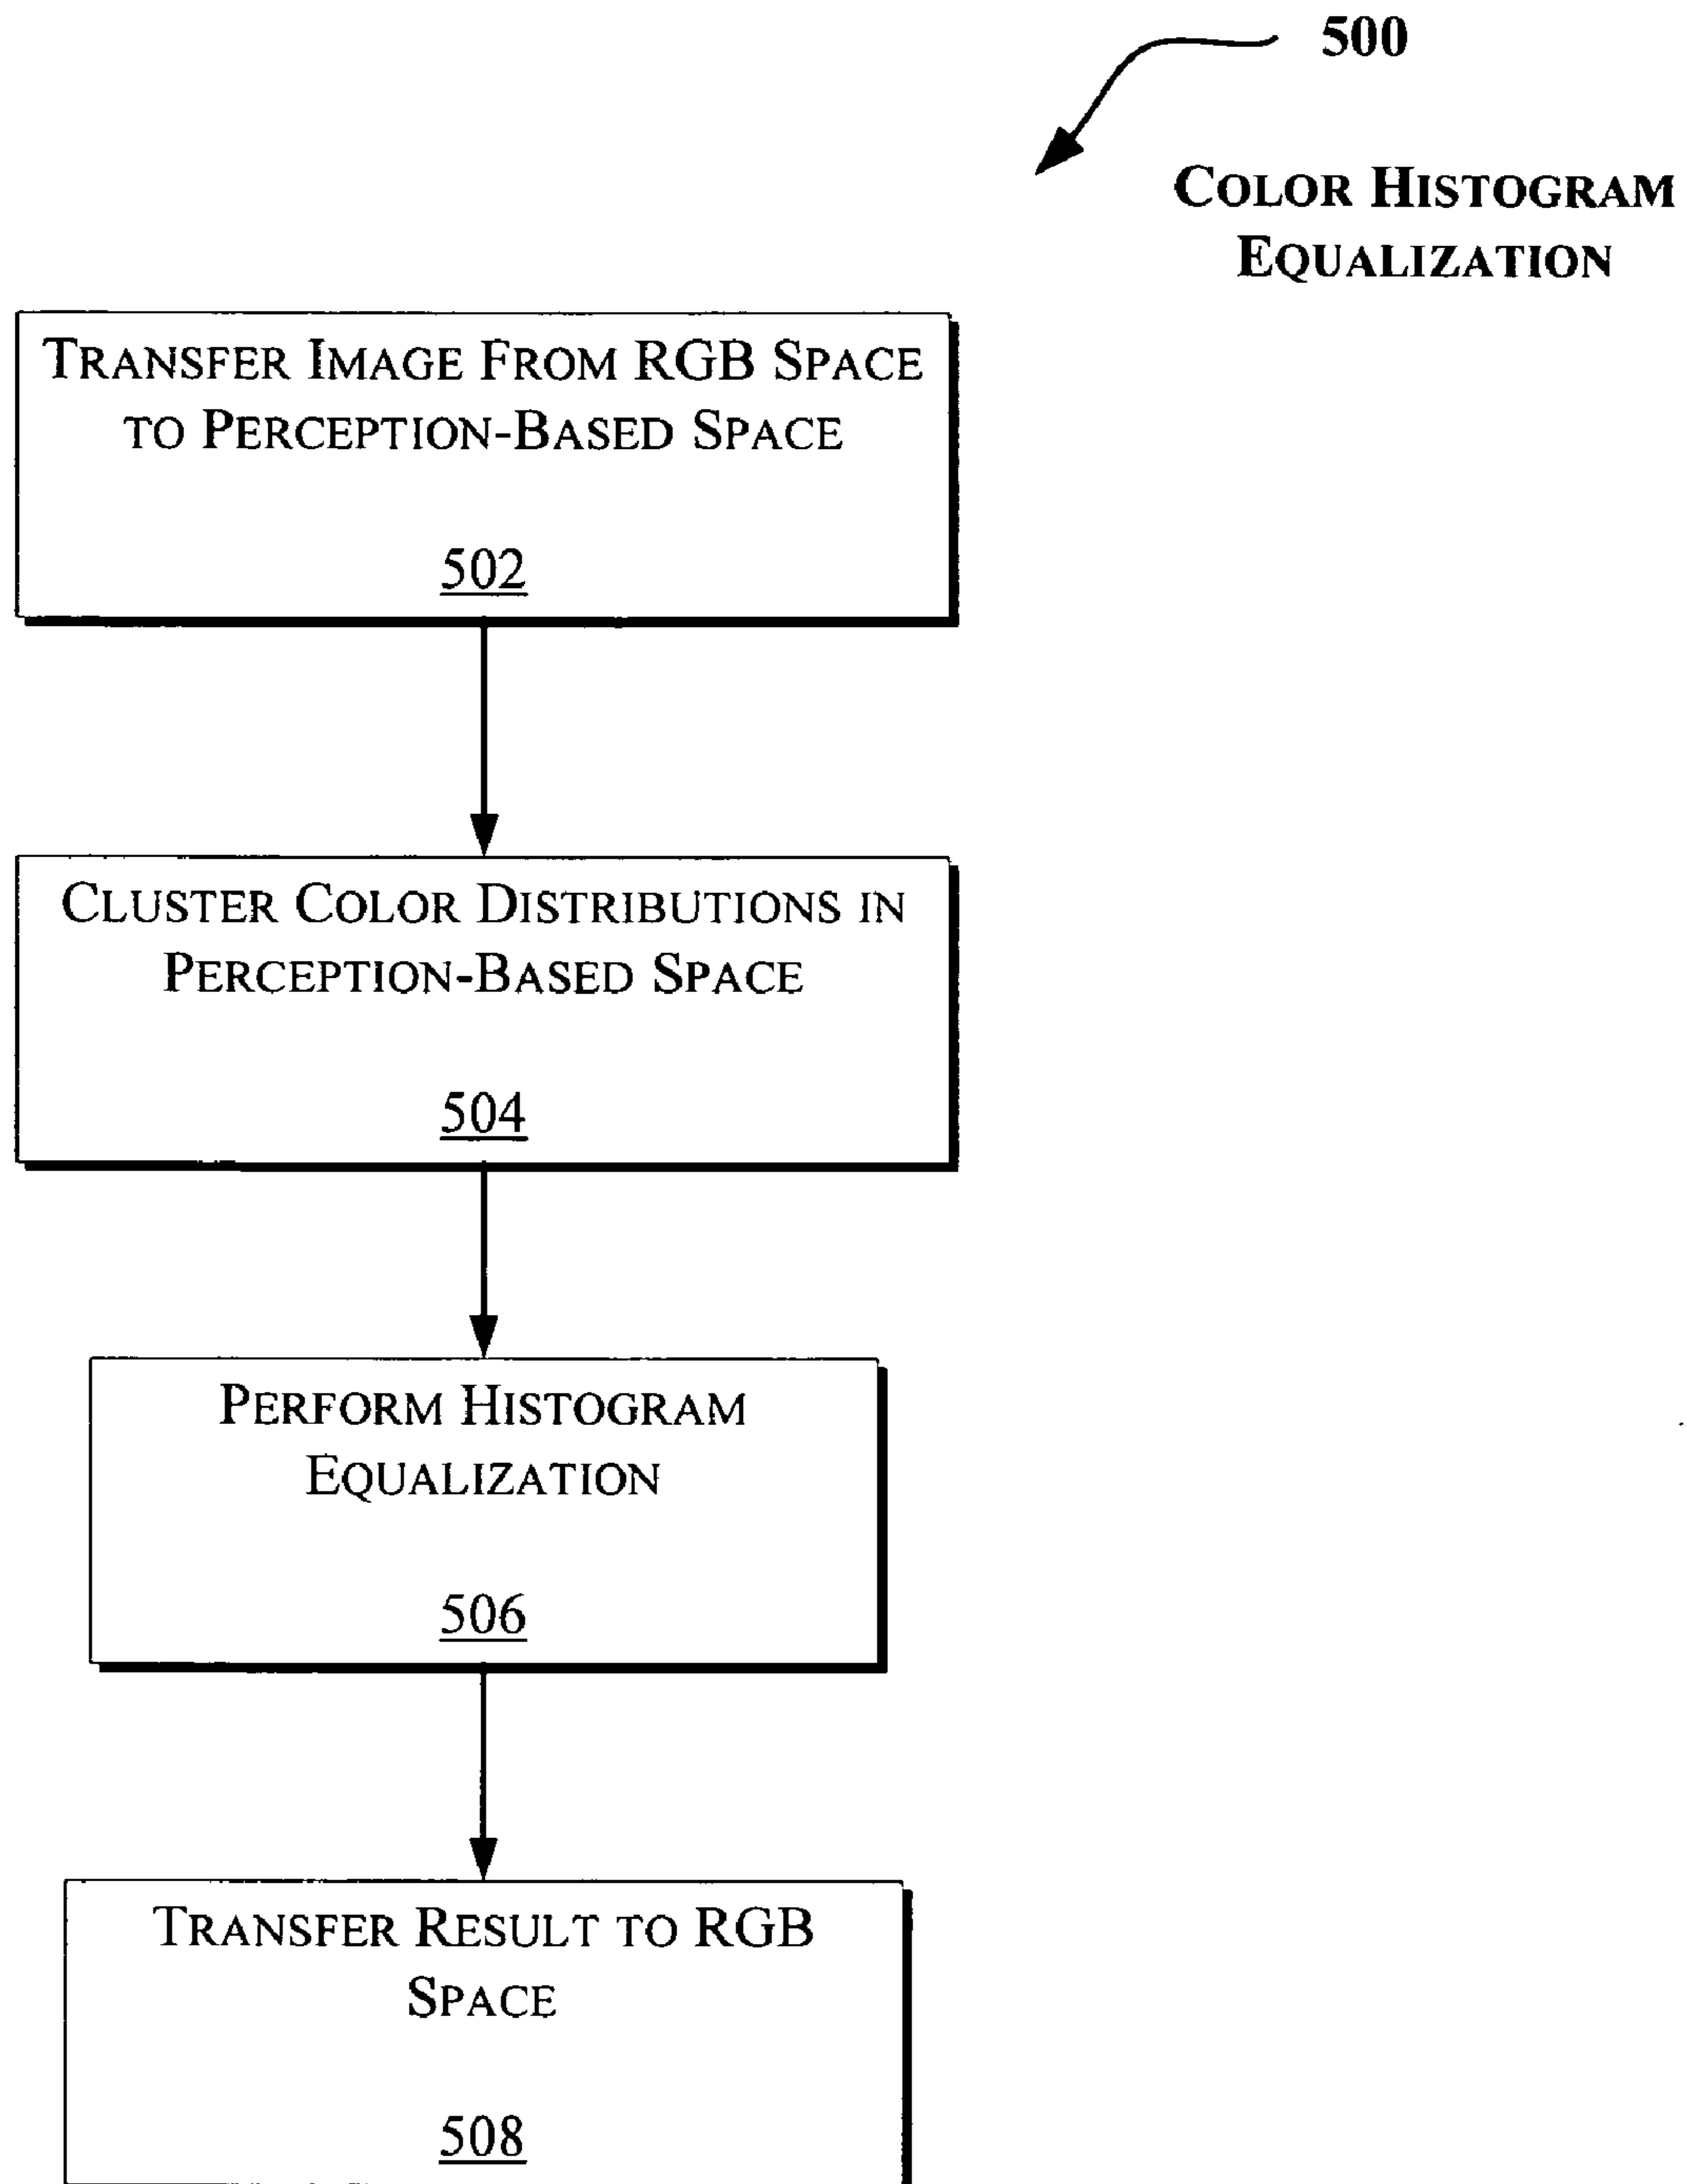 500
COLOR HISTOGRAM
EQUALIZATION
TRANSFER IMAGE FROM RGB SPACE
TO PERCEPTION-BASED SPACE
502
CLUSTER COLOR DISTRIBUTIONS IN
PERCEPTION-BASED SPACE
504
PERFORM HISTOGRAM
EQUALIZATION
506
TRANSFER RESULT TO RGB
SPACE
508